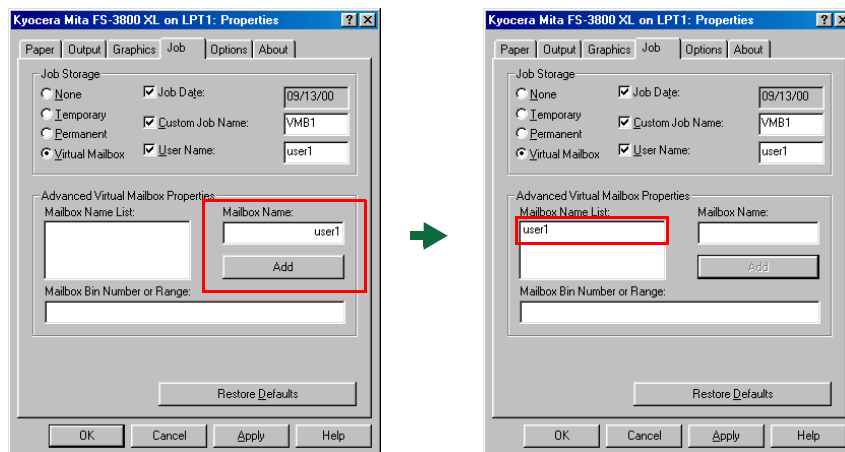 Kyocera Mita FS-3800 XL on LPT1: Properties
Paper Output Graphics Job Options About
Job Storage
None
Temporary
Permanent
Virtual Mailbox
Job Date: 09/13/00
Custom Job Name: VMB1
User Name: user1
Advanced Virtual Mailbox Properties
Mailbox Name List:
Mailbox Name:
user1
Add
Mailbox Bin Number or Range:
Restore Defaults
OK Cancel Apply Help
Kyocera Mita FS-3800 XL on LPT1: Properties
Paper Output Graphics Job Options About
Job Storage
None
Temporary
Permanent
Virtual Mailbox
Job Date: 09/13/00
Custom Job Name: VMB1
User Name: user1
Advanced Virtual Mailbox Properties
Mailbox Name List:
user1
Mailbox Name:
Add
Mailbox Bin Number or Range:
Restore Defaults
OK Cancel Apply Help